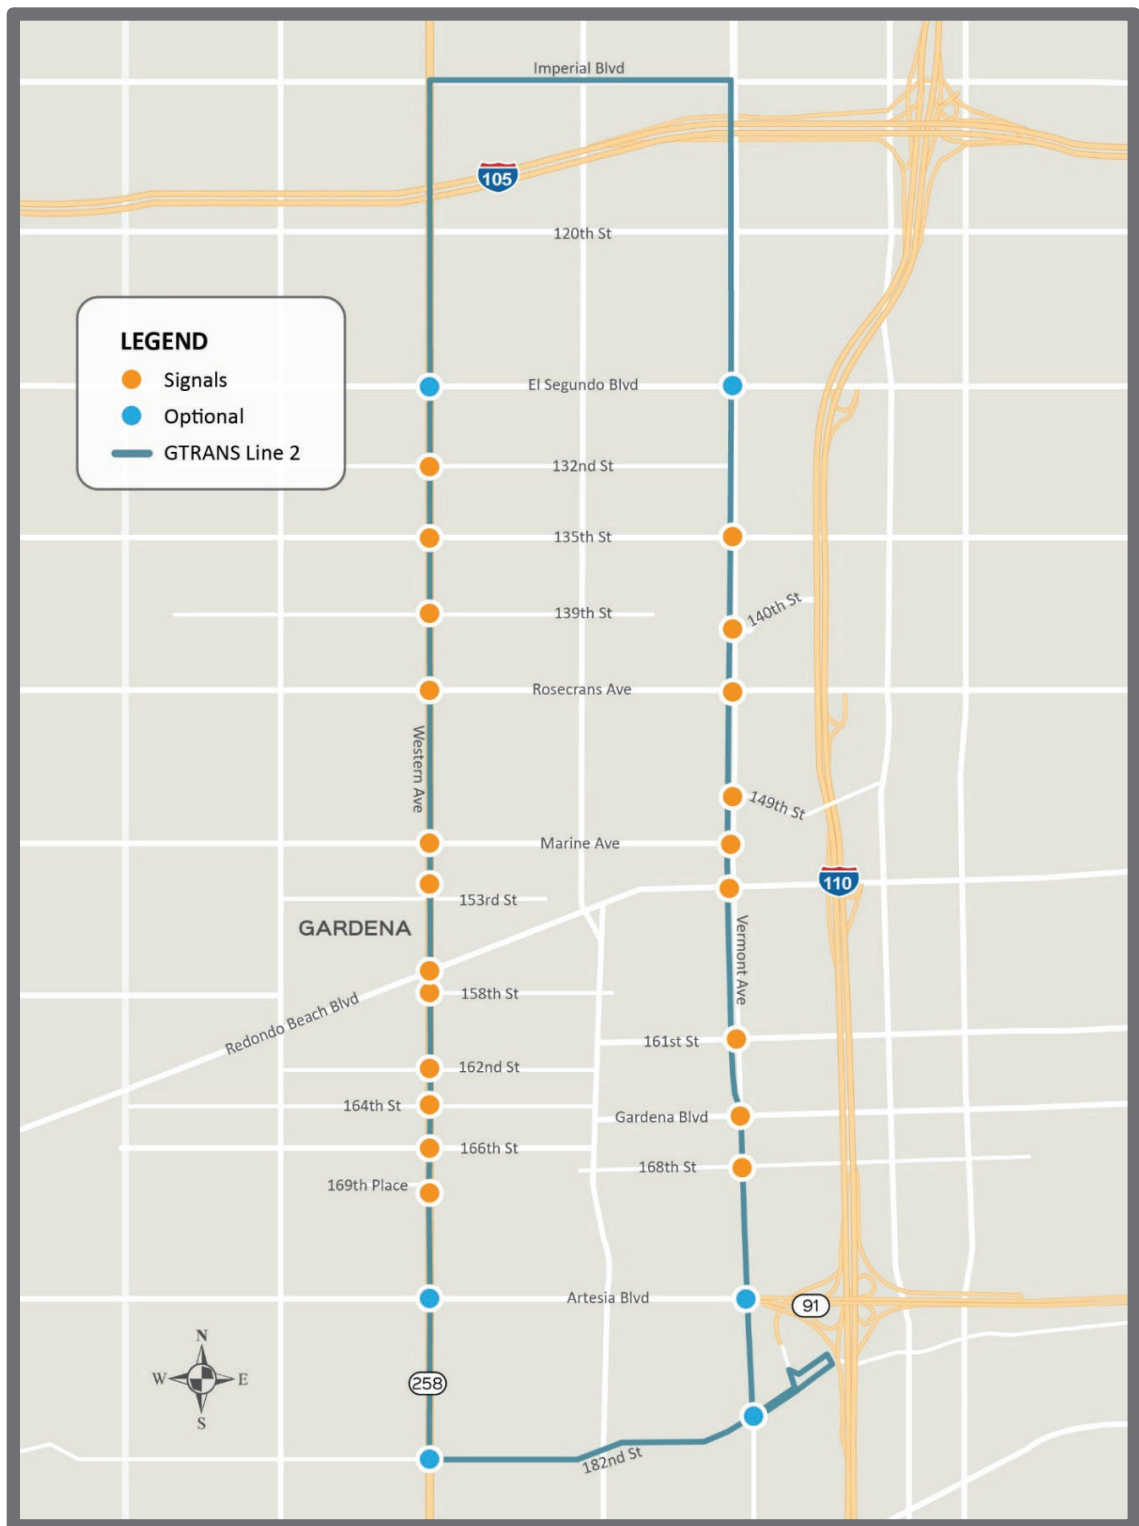 Imperial Blvd
105
120th St
LEGEND
Signals
Optional
GTRANS Line 2
El Segundo Blvd
132nd St
135th St
139th St
140th St
Rosecrans Ave
Western Ave
149th St
Marine Ave
110
153rd St
GARDENA
Vermont Ave
158th St
Redondo Beach Blvd
161st St
162nd St
164th St
Gardena Blvd
166th St
168th St
169th Place
Artesia Blvd
91
N
W E
S
258
182nd St